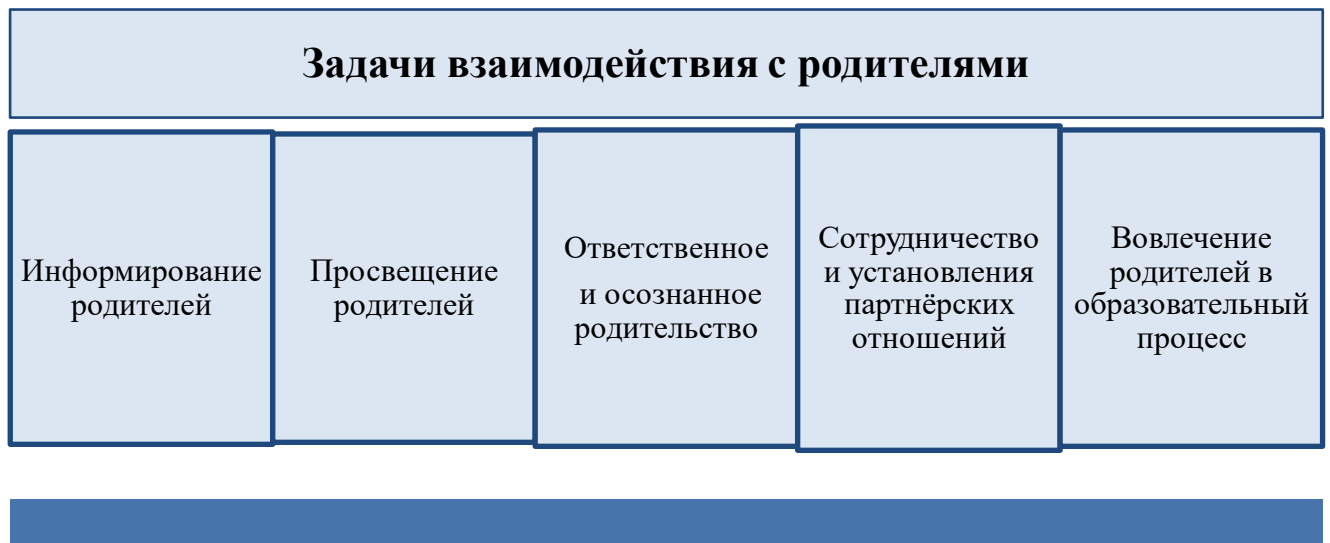 Задачи взаимодействия с родителями
Информирование
родителей
Просвещение
родителей
Ответственное
и осознанное
родительство
Сотрудничество
и установления
партнёрских
отношений
Вовлечение
родителей в
образовательный
процесс